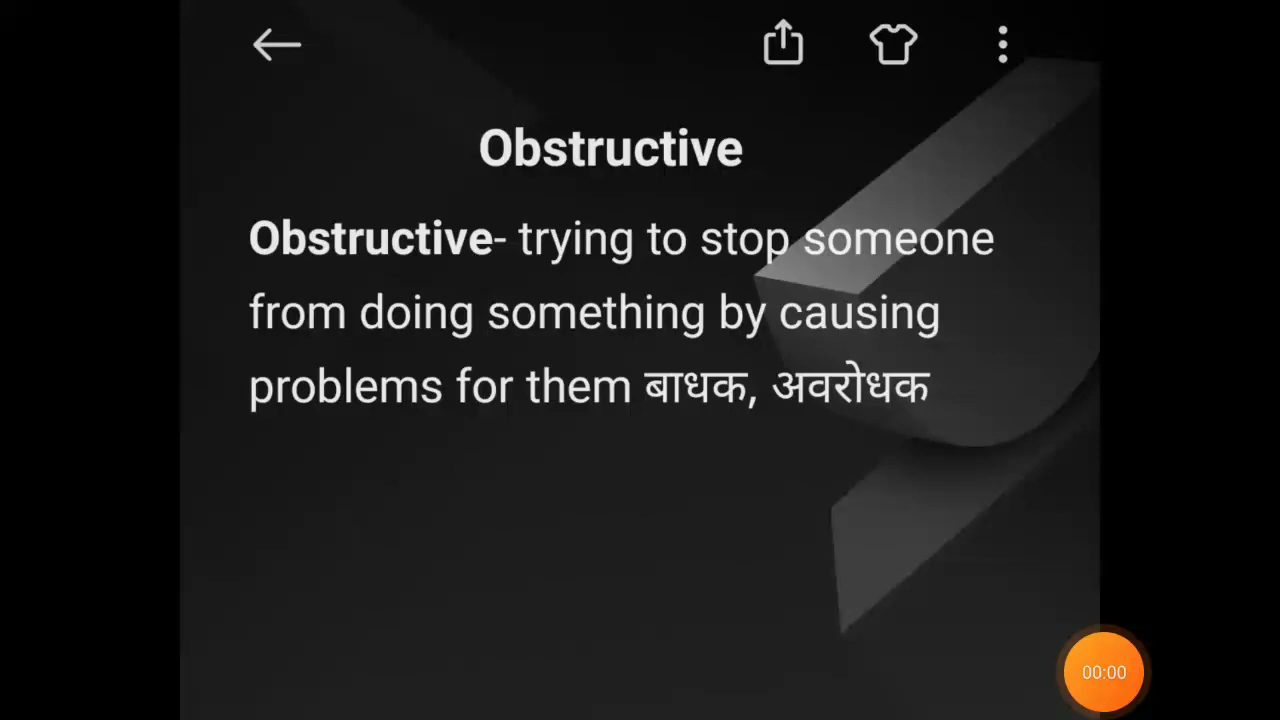 Obstructive
Obstructive- trying to stop someone
from doing something by causing
problems for them बाधक, अवरोधक
00:00